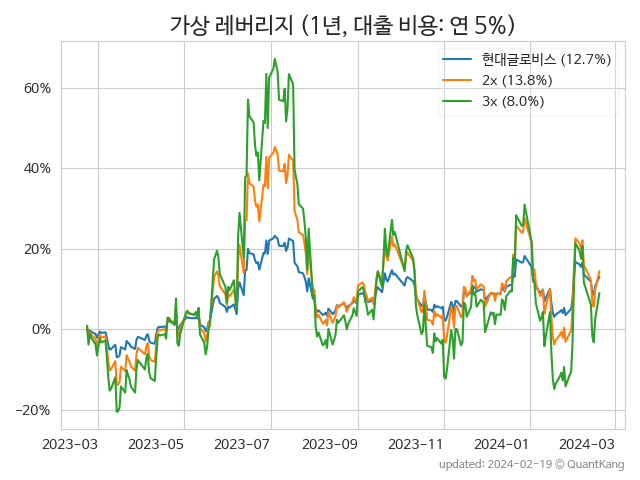 가상 레버리지 (1년, 대출 비용: 연 5%)
현대글로비스 (12.7%)
2x (13.8%)
3x (8.0%)
60%
40%
20%
0%
−20%
2023-03 2023-05 2023-07 2023-09 2023-11 2024-01 2024-03
updated: 2024-02-19 © QuantKang